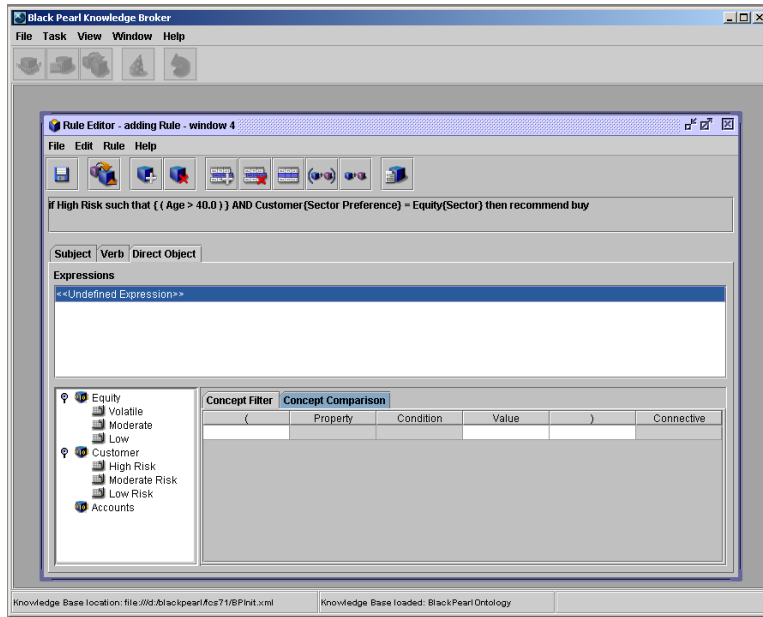 Black Pearl Knowledge Broker
File Task View Window Help
Rule Editor - adding Rule - window 4
File Edit Rule Help
if High Risk such that { ( Age > 40.0 ) } AND Customer{Sector Preference} = Equity{Sector} then recommend buy
Subject Verb Direct Object
Expressions
<<Undefined Expression>>
Equity
Volatile
Moderate
Low
Customer
High Risk
Moderate Risk
Low Risk
Accounts
Concept Filter Concept Comparison
( Property Condition Value ) Connective
Knowledge Base location: file:///d:/blackpearl/fcs71/BPInit.xml Knowledge Base loaded: BlackPearlOntology